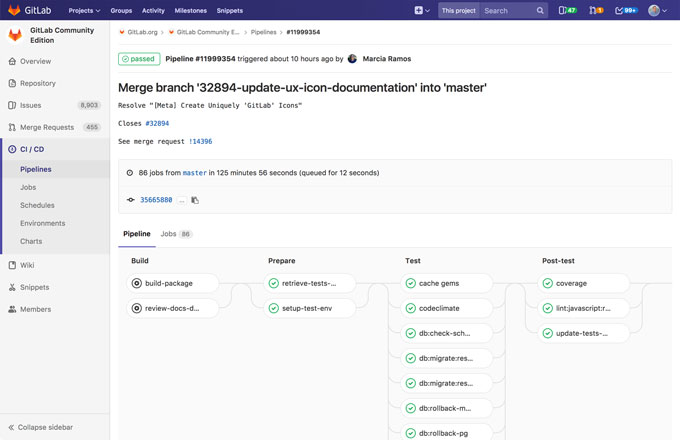 GitLab Projects Groups Activity Milestones Snippets This project Search 47 1 99+
GitLab Community Edition
GitLab.org > GitLab Community E... > Pipelines > #11999354
Overview
Repository
Issues 8,903
Merge Requests 455
CI / CD
Pipelines
Jobs
Schedules
Environments
Charts
Wiki
Snippets
Members
Collapse sidebar
passed Pipeline #11999354 triggered about 10 hours ago by Marcia Ramos
Merge branch '32894-update-ux-icon-documentation' into 'master'
Resolve "[Meta] Create Uniquely 'GitLab' Icons"
Closes #32894
See merge request !14396
86 jobs from master in 125 minutes 56 seconds (queued for 12 seconds)
35665880 ...
Pipeline Jobs 86
Build
build-package
review-docs-d...
Prepare
retrieve-tests-...
setup-test-env
Test
cache gems
codeclimate
db:check-sch...
db:migrate:res...
db:migrate:res...
db:rollback-m...
db:rollback-pg
Post-test
coverage
lint:javascript:r...
update-tests-...